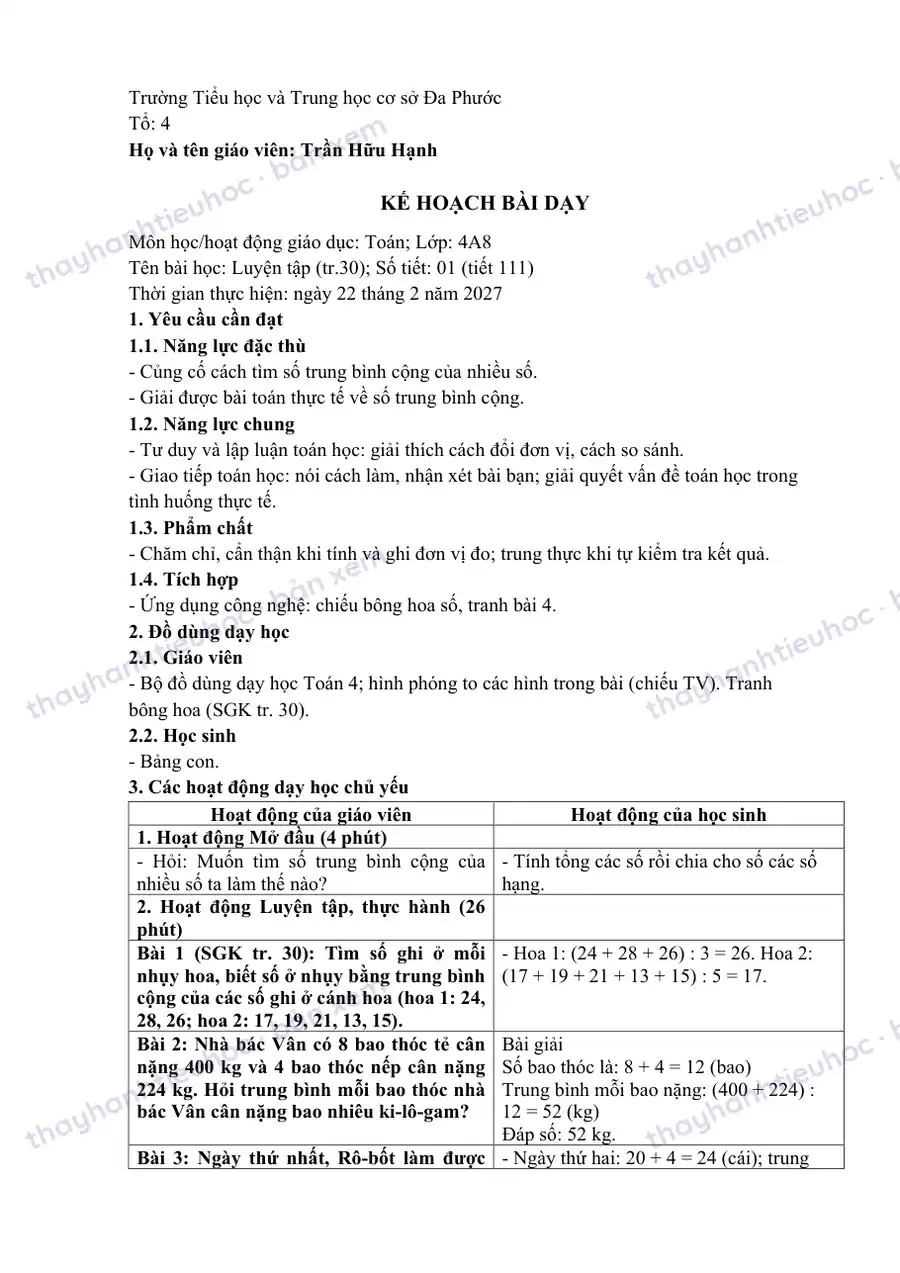 Trường Tiểu học và Trung học cơ sở Đa Phước
Tổ: 4
Họ và tên giáo viên: Trần Hữu Hạnh
KẾ HOẠCH BÀI DẠY
Môn học/hoạt động giáo dục: Toán; Lớp: 4A8
Tên bài học: Luyện tập (tr.30); Số tiết: 01 (tiết 111)
Thời gian thực hiện: ngày 22 tháng 2 năm 2027
1. Yêu cầu cần đạt
1.1. Năng lực đặc thù
- Củng cố cách tìm số trung bình cộng của nhiều số.
- Giải được bài toán thực tế về số trung bình cộng.
1.2. Năng lực chung
- Tư duy và lập luận toán học: giải thích cách đổi đơn vị, cách so sánh.
- Giao tiếp toán học: nói cách làm, nhận xét bài bạn; giải quyết vấn đề toán học trong
tình huống thực tế.
1.3. Phẩm chất
- Chăm chỉ, cẩn thận khi tính và ghi đơn vị đo; trung thực khi tự kiểm tra kết quả.
1.4. Tích hợp
- Ứng dụng công nghệ: chiếu bông hoa số, tranh bài 4.
2. Đồ dùng dạy học
2.1. Giáo viên
- Bộ đồ dùng dạy học Toán 4; hình phóng to các hình trong bài (chiếu TV). Tranh
bông hoa (SGK tr. 30).
2.2. Học sinh
- Bảng con.
3. Các hoạt động dạy học chủ yếu
Hoạt động của giáo viên
Hoạt động của học sinh
1. Hoạt động Mở đầu (4 phút)
- Hỏi: Muốn tìm số trung bình cộng của
nhiều số ta làm thế nào?
- Tính tổng các số rồi chia cho số các số
hạng.
2. Hoạt động Luyện tập, thực hành (26
phút)
Bài 1 (SGK tr. 30): Tìm số ghi ở mỗi
nhụy hoa, biết số ở nhụy bằng trung bình
cộng của các số ghi ở cánh hoa (hoa 1: 24,
28, 26; hoa 2: 17, 19, 21, 13, 15).
- Hoa 1: (24 + 28 + 26) : 3 = 26. Hoa 2:
(17 + 19 + 21 + 13 + 15) : 5 = 17.
Bài 2: Nhà bác Vân có 8 bao thóc tẻ cân
nặng 400 kg và 4 bao thóc nếp cân nặng
224 kg. Hỏi trung bình mỗi bao thóc nhà
bác Vân cân nặng bao nhiêu ki-lô-gam?
Bài giải
Số bao thóc là: 8 + 4 = 12 (bao)
Trung bình mỗi bao nặng: (400 + 224) :
12 = 52 (kg)
Đáp số: 52 kg.
Bài 3: Ngày thứ nhất, Rô-bốt làm được
- Ngày thứ hai: 20 + 4 = 24 (cái); trung
thayhanhtieuhoc · bản xem
thayhanhtieuhoc · b
thayhanhtieuhoc · bản xem
thayhanhtieuhoc · b
thayhanhtieuhoc · bản xem
thayhanhtieuhoc · b